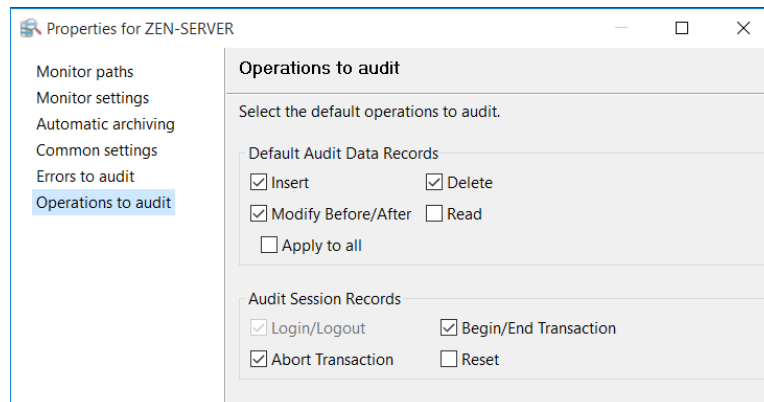 Properties for ZEN-SERVER
Monitor paths
Monitor settings
Automatic archiving
Common settings
Errors to audit
Operations to audit
Operations to audit
Select the default operations to audit.
Default Audit Data Records
Insert Delete
Modify Before/After Read
Apply to all
Audit Session Records
Login/Logout Begin/End Transaction
Abort Transaction Reset